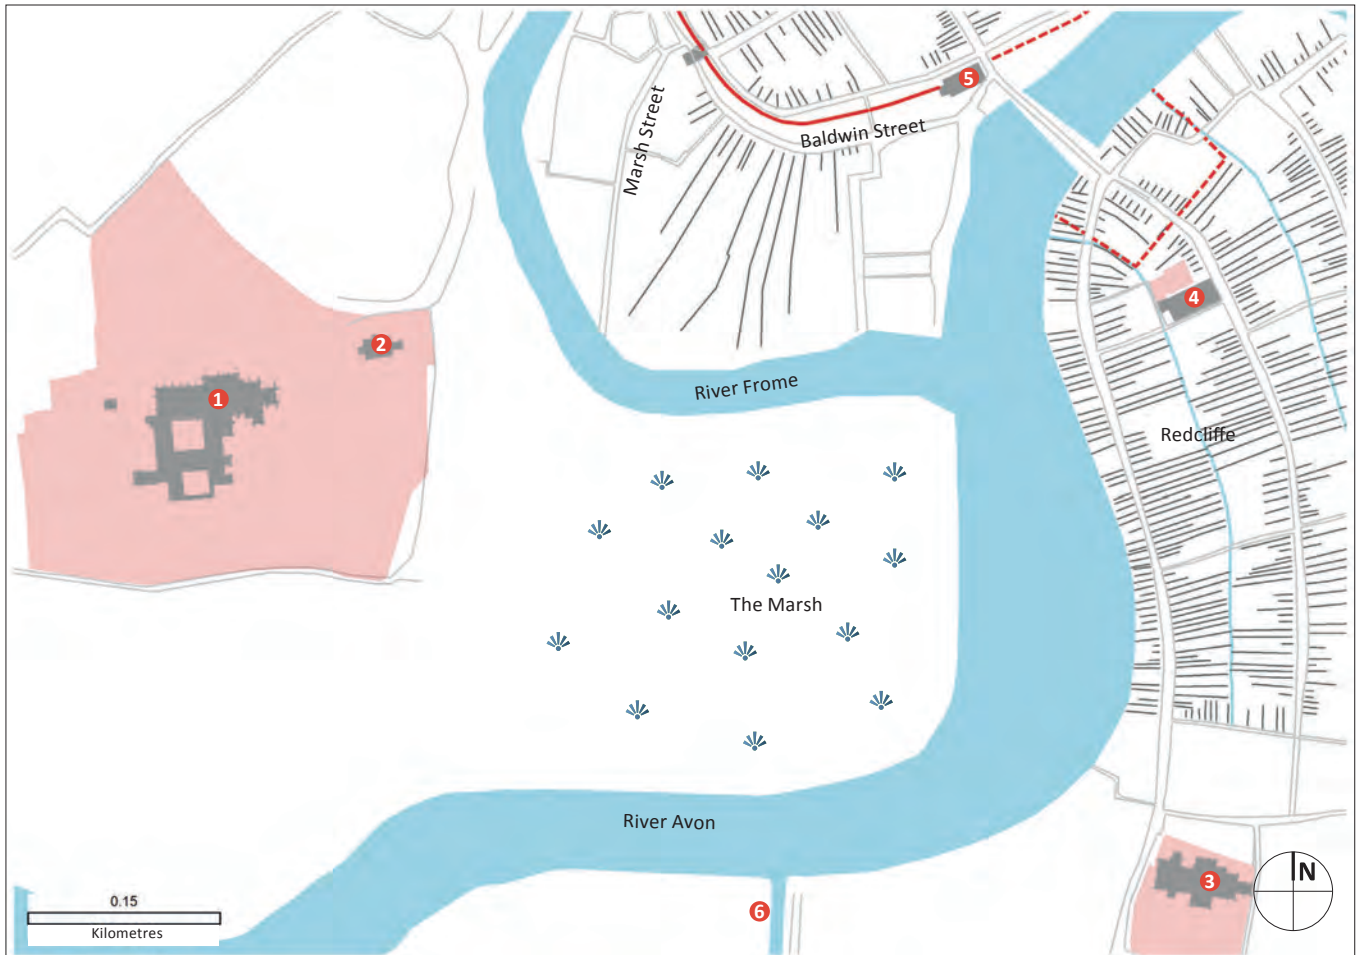 5
Marsh Street
Baldwin Street
4
2
1
River Frome
Redcliffe
The Marsh
River Avon
3
N
6
0.15
Kilometres